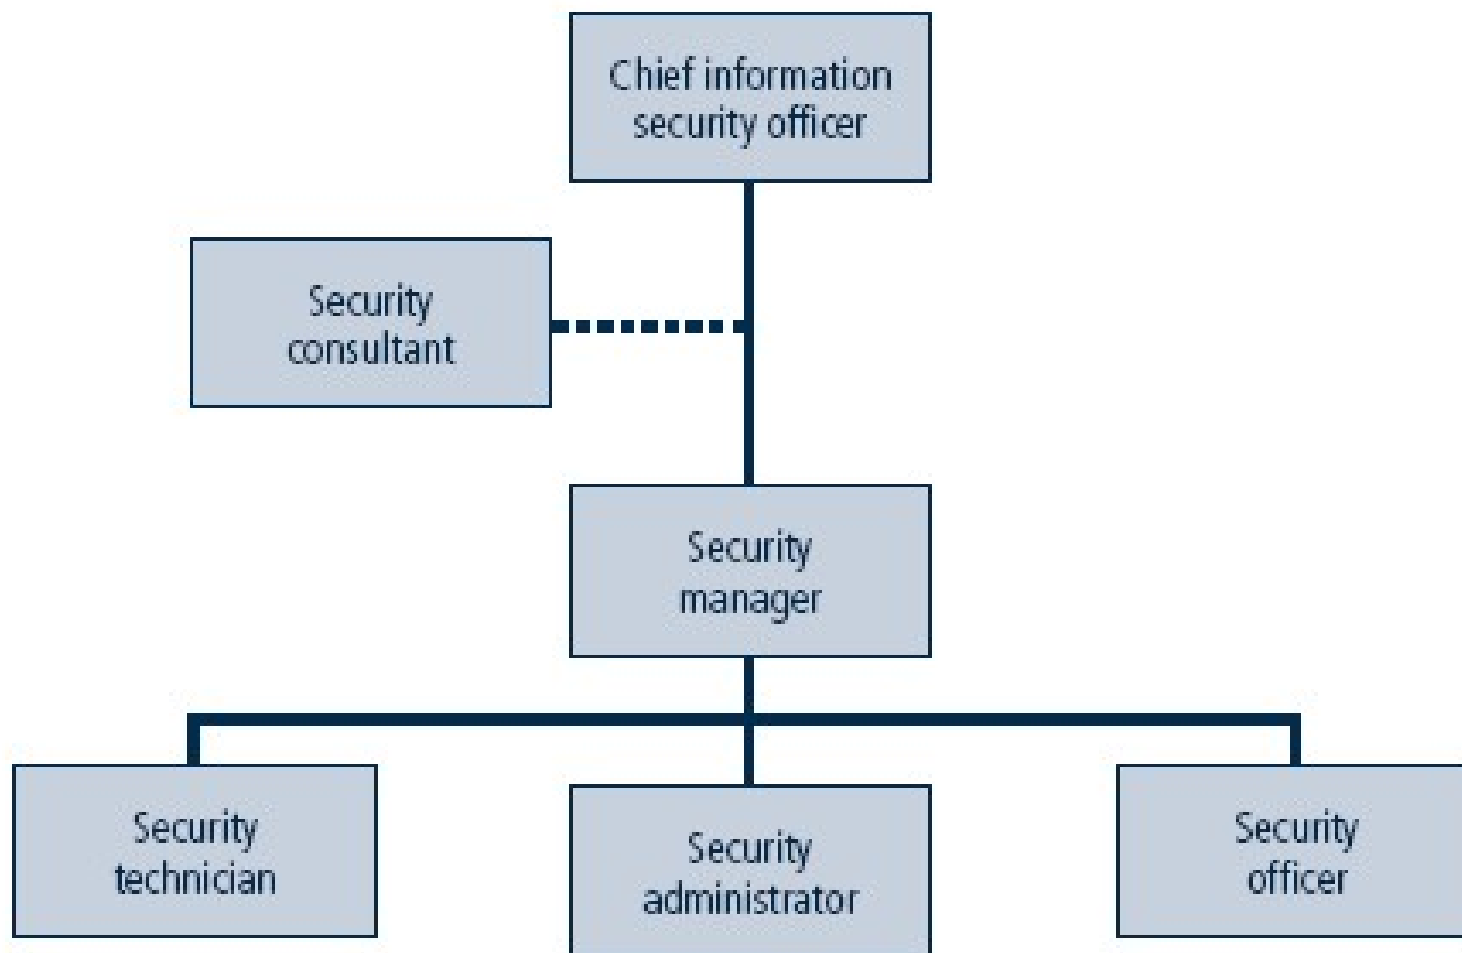 Chief information
security officer
Security
consultant
Security
manager
Security
technician
Security
administrator
Security
officer